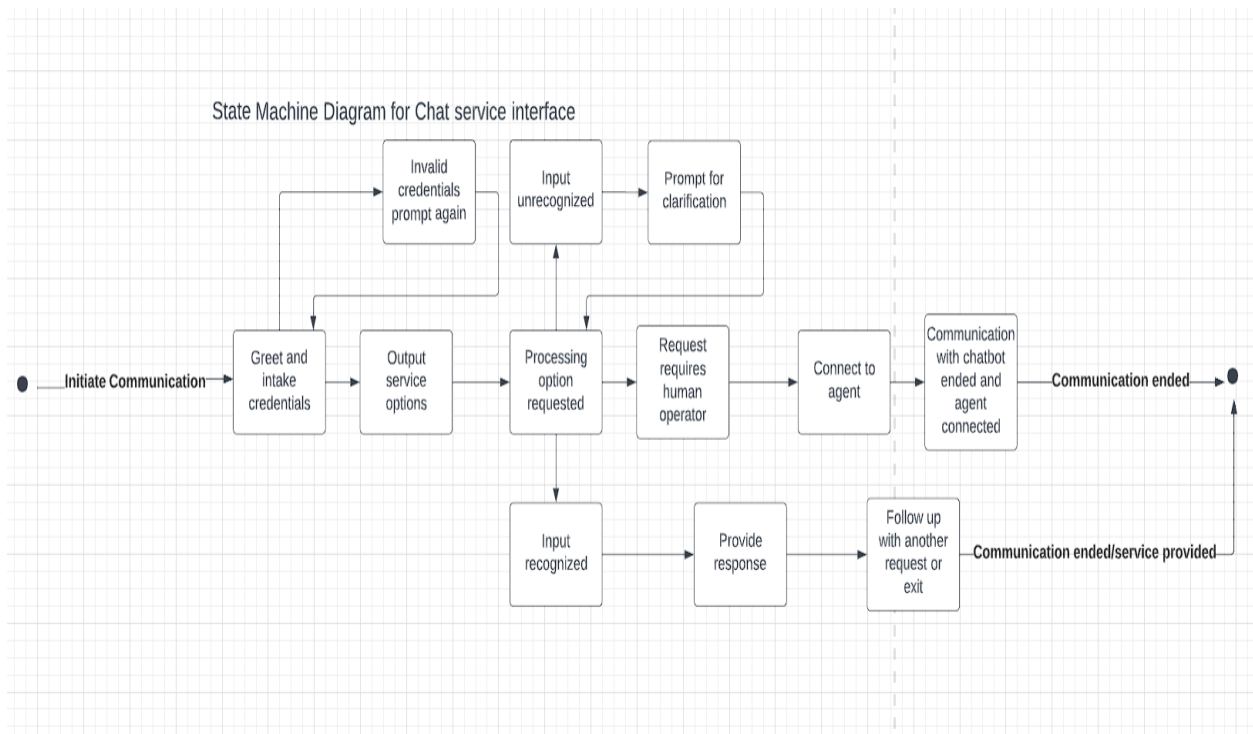 State Machine Diagram for Chat service interface
Invalid
credentials
prompt again
Input
unrecognized
Prompt for
clarification
Initiate Communication
Greet and
intake
credentials
Output
service
options
Processing
option
requested
Request
requires
human
operator
Connect to
agent
Communication
with chatbot
ended and
agent
connected
Communication ended
Input
recognized
Provide
response
Follow up
with another
request or
exit
Communication ended/service provided